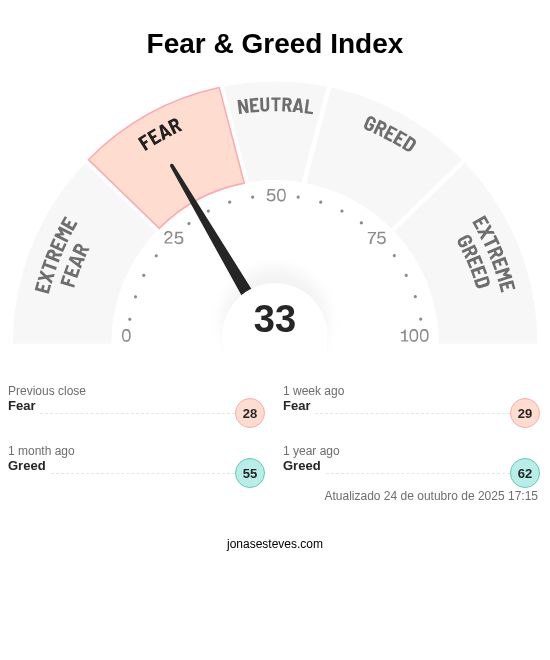 Fear & Greed Index
EXTREME
FEAR
FEAR
NEUTRAL
GREED
EXTREME
GREED
0
25
50
75
100
33
Previous close
Fear
28
1 week ago
Fear
29
1 month ago
Greed
55
1 year ago
Greed
62
Atualizado 24 de outubro de 2025 17:15
jonasesteves.com